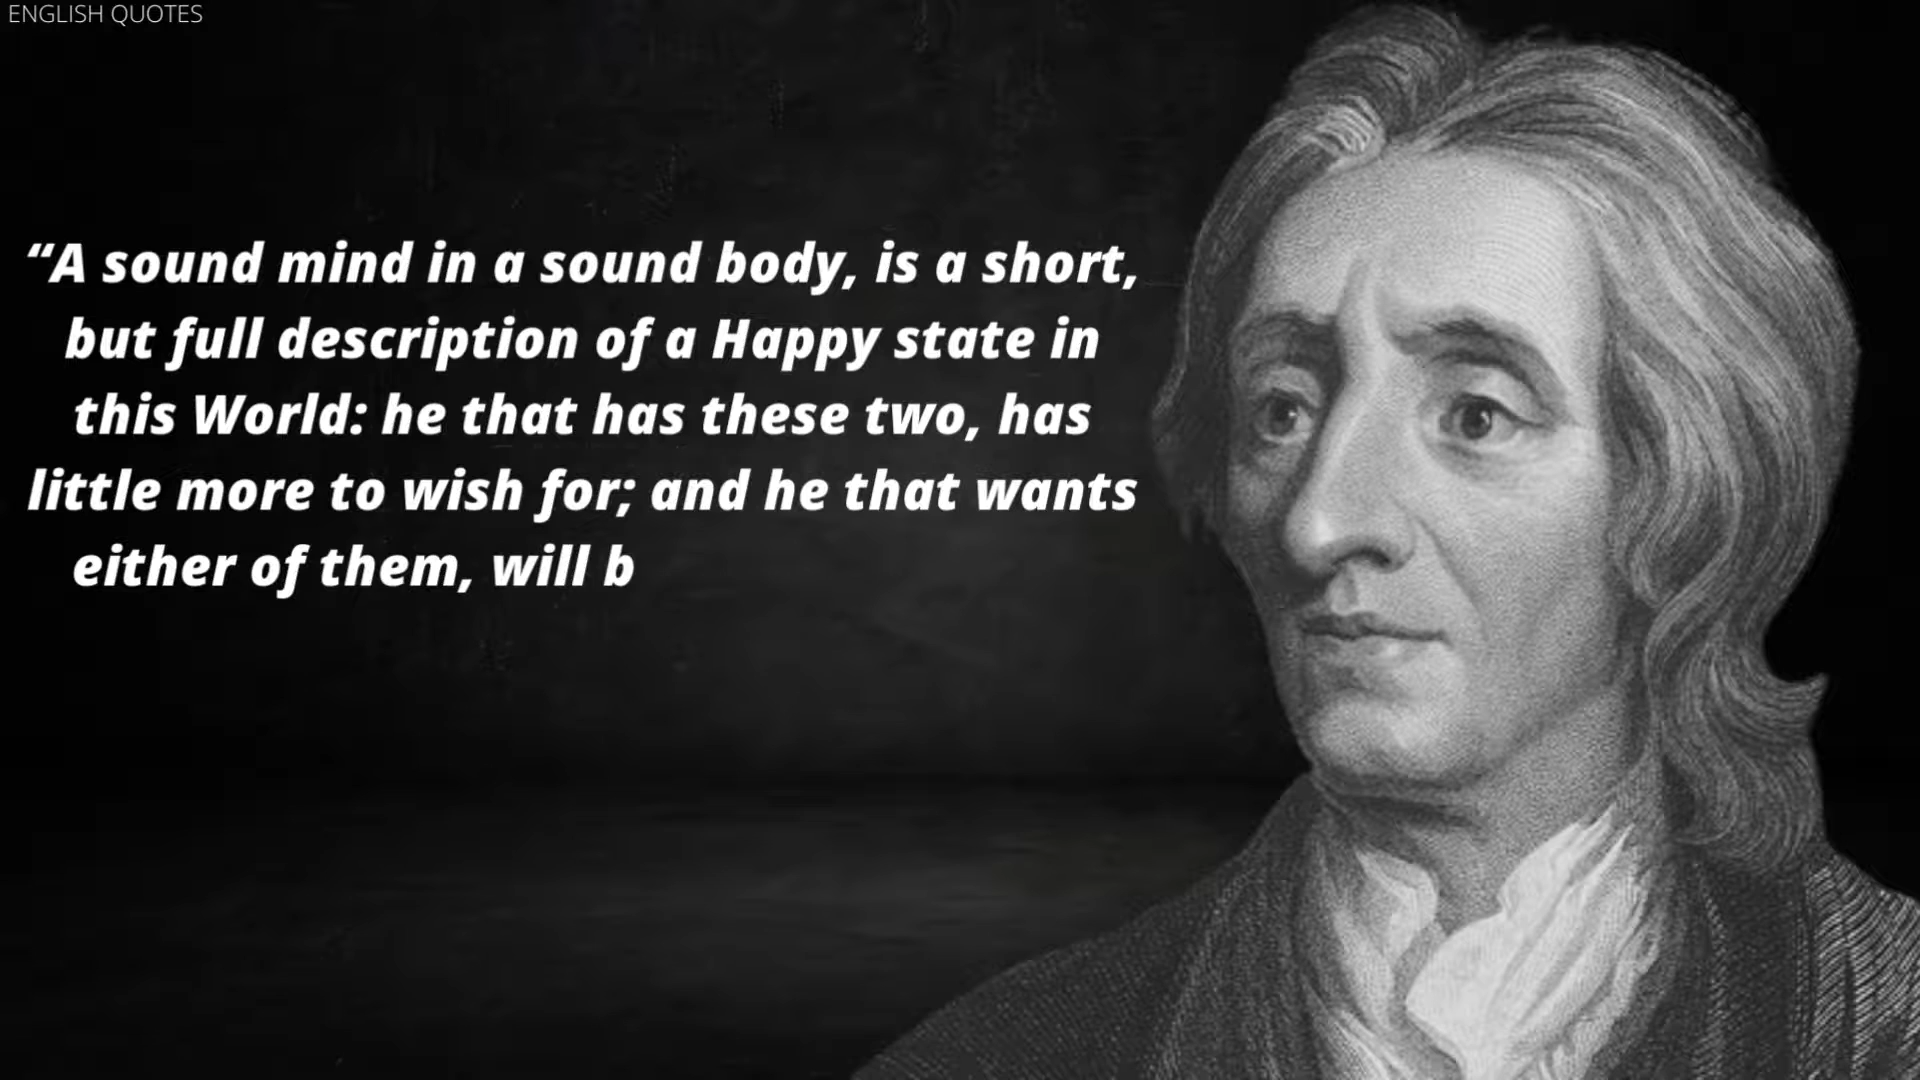 ENGLISH QUOTES
“A sound mind in a sound body, is a short,
but full description of a Happy state in
this World: he that has these two, has
little more to wish for; and he that wants
either of them, will b